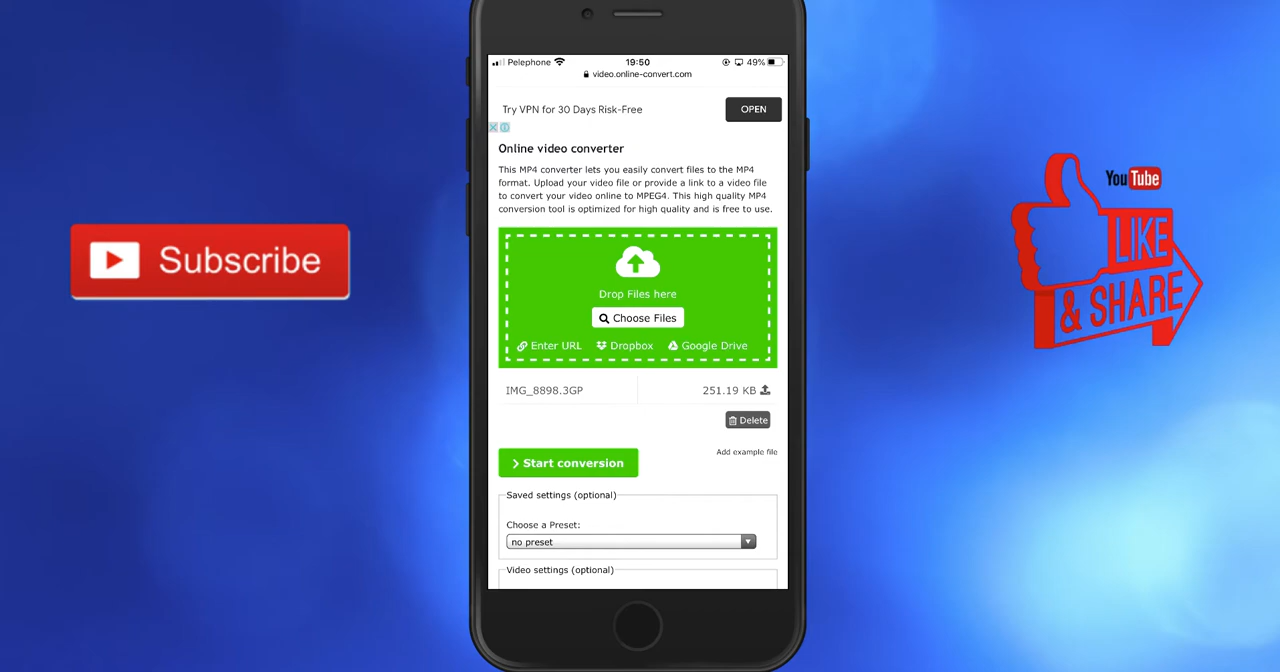 Pelephone 19:50 49%
video.online-convert.com
Try VPN for 30 Days Risk-Free OPEN
Online video converter
This MP4 converter lets you easily convert files to the MP4
format. Upload your video file or provide a link to a video file
to convert your video online to MPEG4. This high quality MP4
conversion tool is optimized for high quality and is free to use.
Drop Files here
Choose Files
Enter URL Dropbox Google Drive
IMG_8898.3GP 251.19 KB
Delete
Add example file
Start conversion
Saved settings (optional)
Choose a Preset:
no preset
Video settings (optional)
Subscribe
YouTube
LIKE
& SHARE